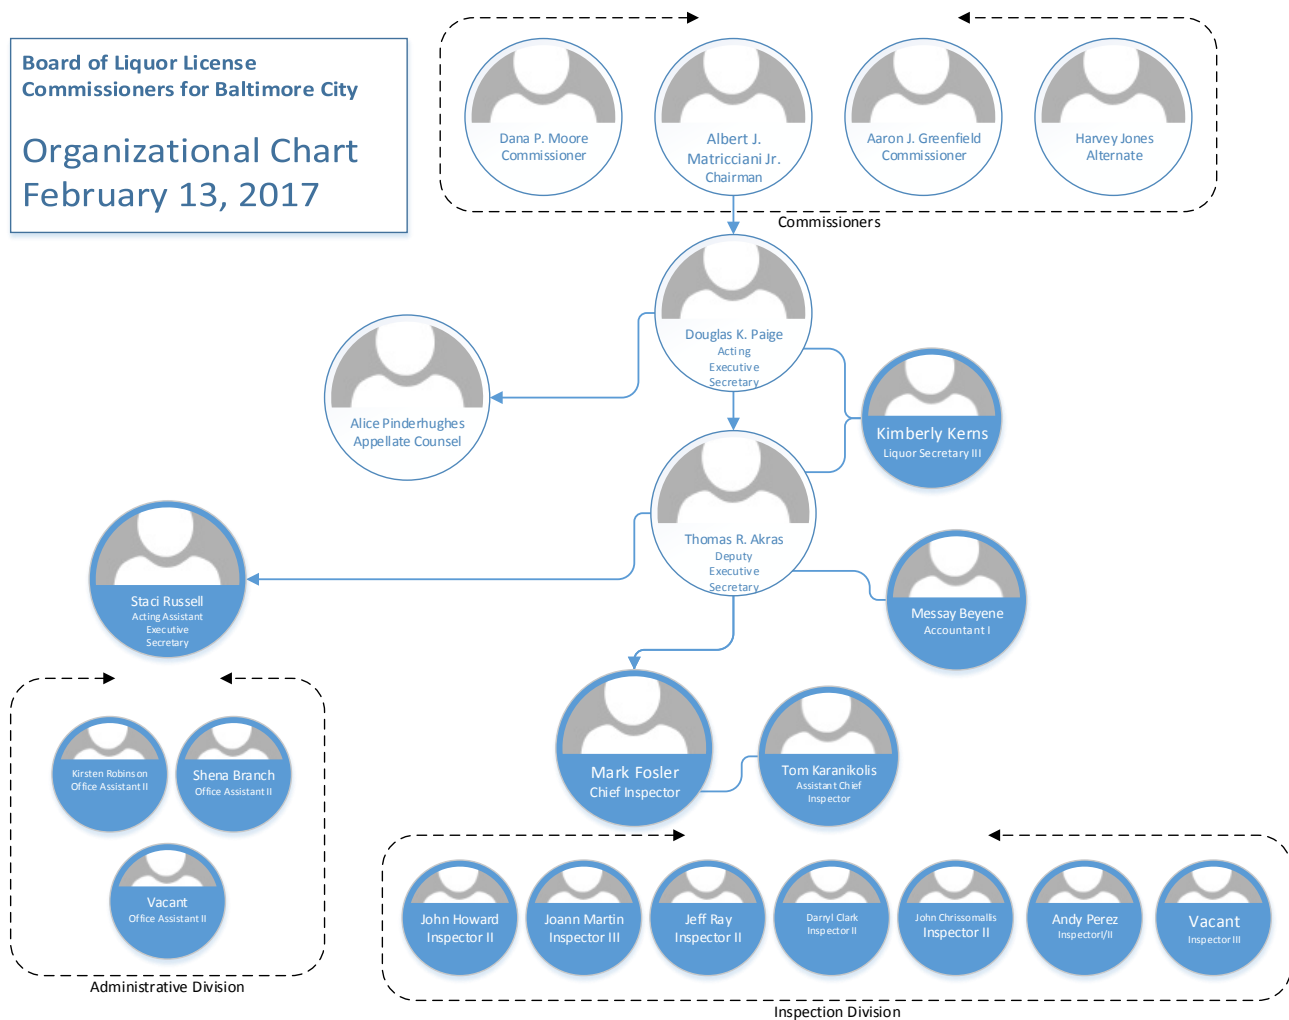 Board of Liquor License
Commissioners for Baltimore City
Organizational Chart
February 13, 2017
Dana P. Moore
Commissioner
Albert J.
Matricciani Jr.
Chairman
Aaron J. Greenfield
Commissioner
Harvey Jones
Alternate
Commissioners
Douglas K. Paige
Acting
Executive
Secretary
Alice Pinderhughes
Appellate Counsel
Kimberly Kerns
Liquor Secretary III
Thomas R. Akras
Deputy
Executive
Secretary
Staci Russell
Acting Assistant
Executive
Secretary
Messay Beyene
Accountant I
Mark Fosler
Chief Inspector
Tom Karanikolis
Assistant Chief
Inspector
Kirsten Robinson
Office Assistant II
Shena Branch
Office Assistant II
Vacant
Office Assistant II
Administrative Division
John Howard
Inspector II
Joann Martin
Inspector III
Jeff Ray
Inspector II
Darryl Clark
Inspector II
John Chrissomallis
Inspector II
Andy Perez
InspectorI/II
Vacant
Inspector III
Inspection Division